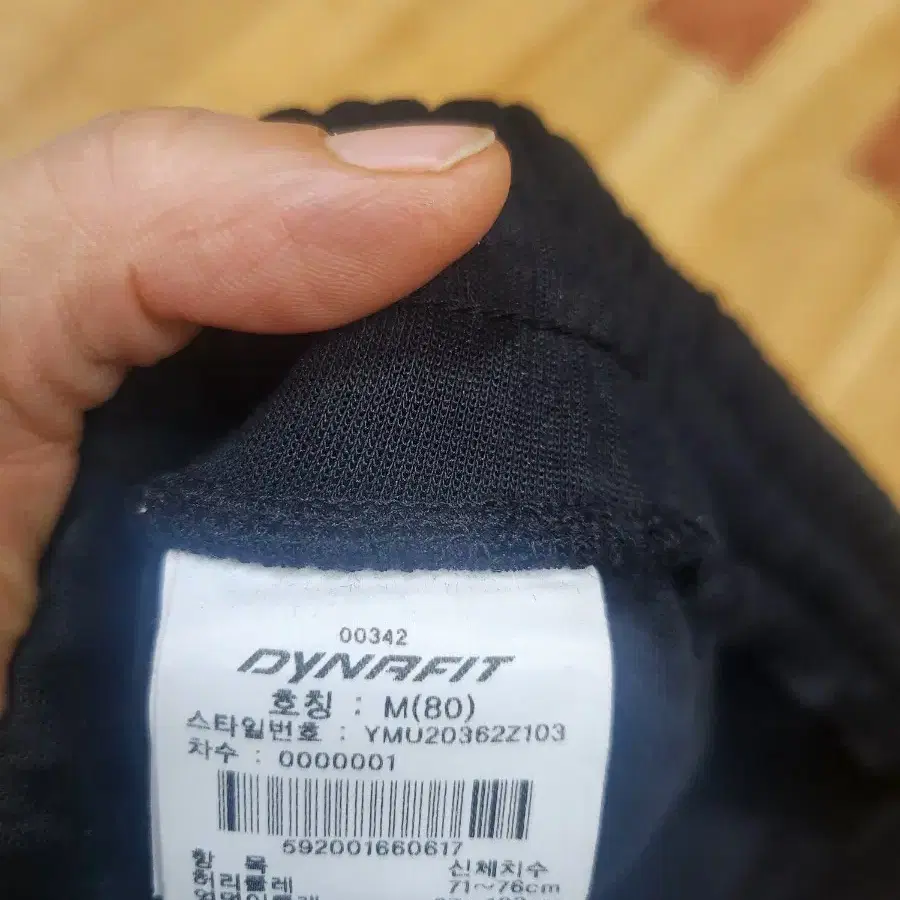 00342
DYNAFIT
호칭 : M(80)
스타일번호 : YMU20362Z103
차수 : 0000001
592001660617
항 목 신체치수
허리둘레 71~76cm